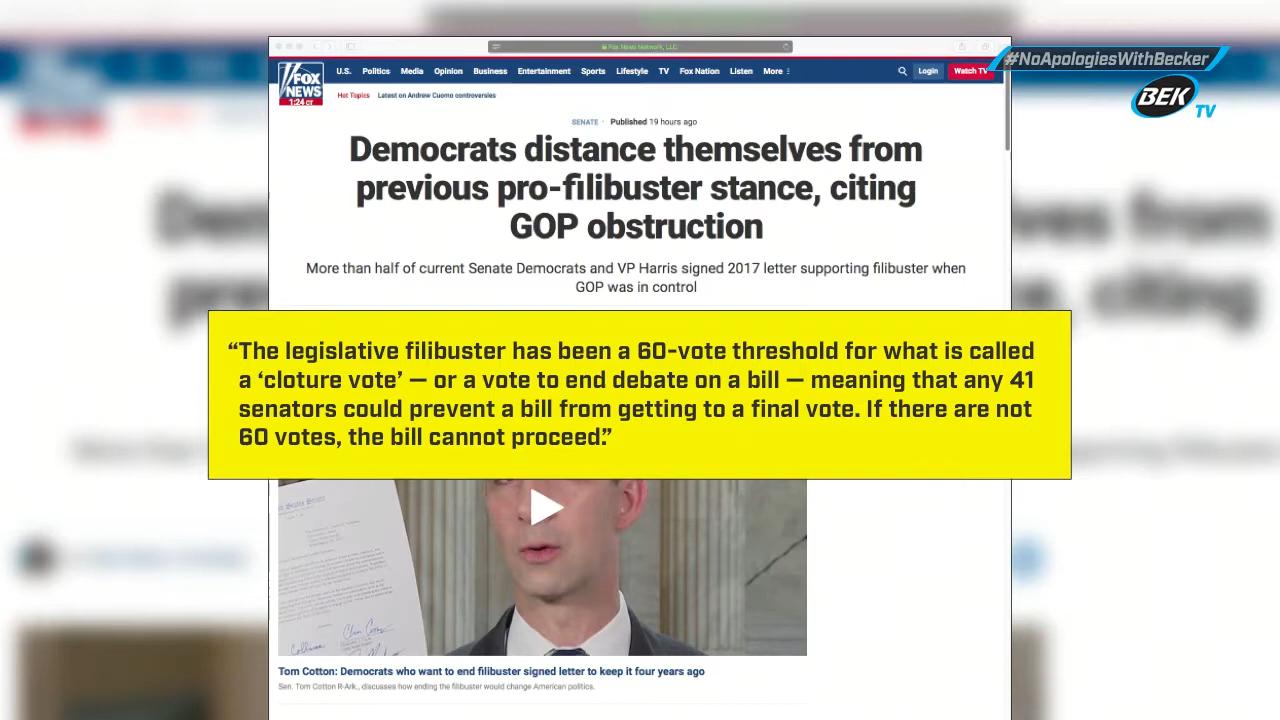 Fox News Network, LLC
#NoApologiesWithBecker
FOX
NEWS
1:24 CT
U.S. Politics Media Opinion Business Entertainment Sports Lifestyle TV Fox Nation Listen More
Login
Watch TV
BEK
TV
Hot Topics Latest on Andrew Cuomo controversies
SENATE · Published 19 hours ago
Democrats distance themselves from
previous pro-filibuster stance, citing
GOP obstruction
More than half of current Senate Democrats and VP Harris signed 2017 letter supporting filibuster when
GOP was in control
“The legislative filibuster has been a 60-vote threshold for what is called
a ‘cloture vote’ — or a vote to end debate on a bill — meaning that any 41
senators could prevent a bill from getting to a final vote. If there are not
60 votes, the bill cannot proceed.”
Tom Cotton: Democrats who want to end filibuster signed letter to keep it four years ago
Sen. Tom Cotton R-Ark., discusses how ending the filibuster would change American politics.